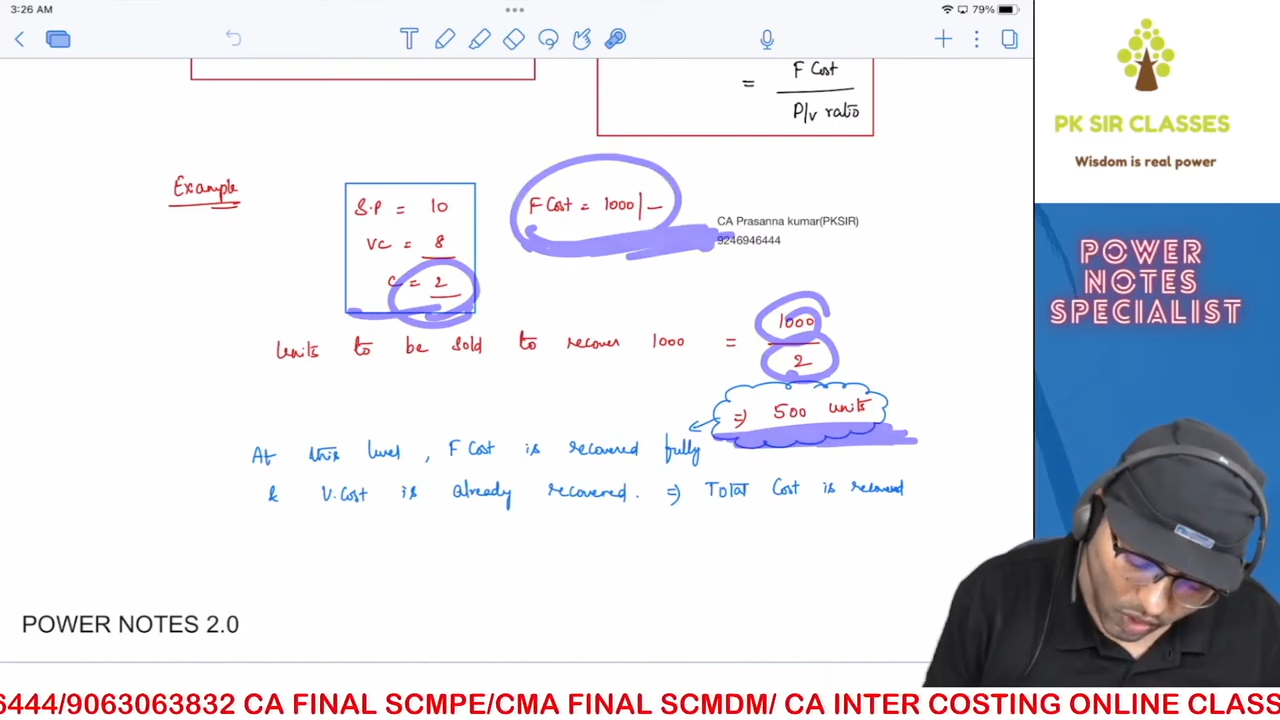 3:26 AM
79%
F Cost
=
P/V ratio
Example
S.P = 10
VC = 8
C = 2
F Cost = 1000/-
CA Prasanna kumar(PKSIR)
9246946444
Units to be sold to recover 1000 = 1000
2
=) 500 units
At this level, F Cost is recovered fully
& V.Cost is already recovered. =) Total Cost is recovered
POWER NOTES 2.0
PK SIR CLASSES
Wisdom is real power
POWER
NOTES
SPECIALIST
6444/9063063832 CA FINAL SCMPE/CMA FINAL SCMDM/ CA INTER COSTING ONLINE CLASS